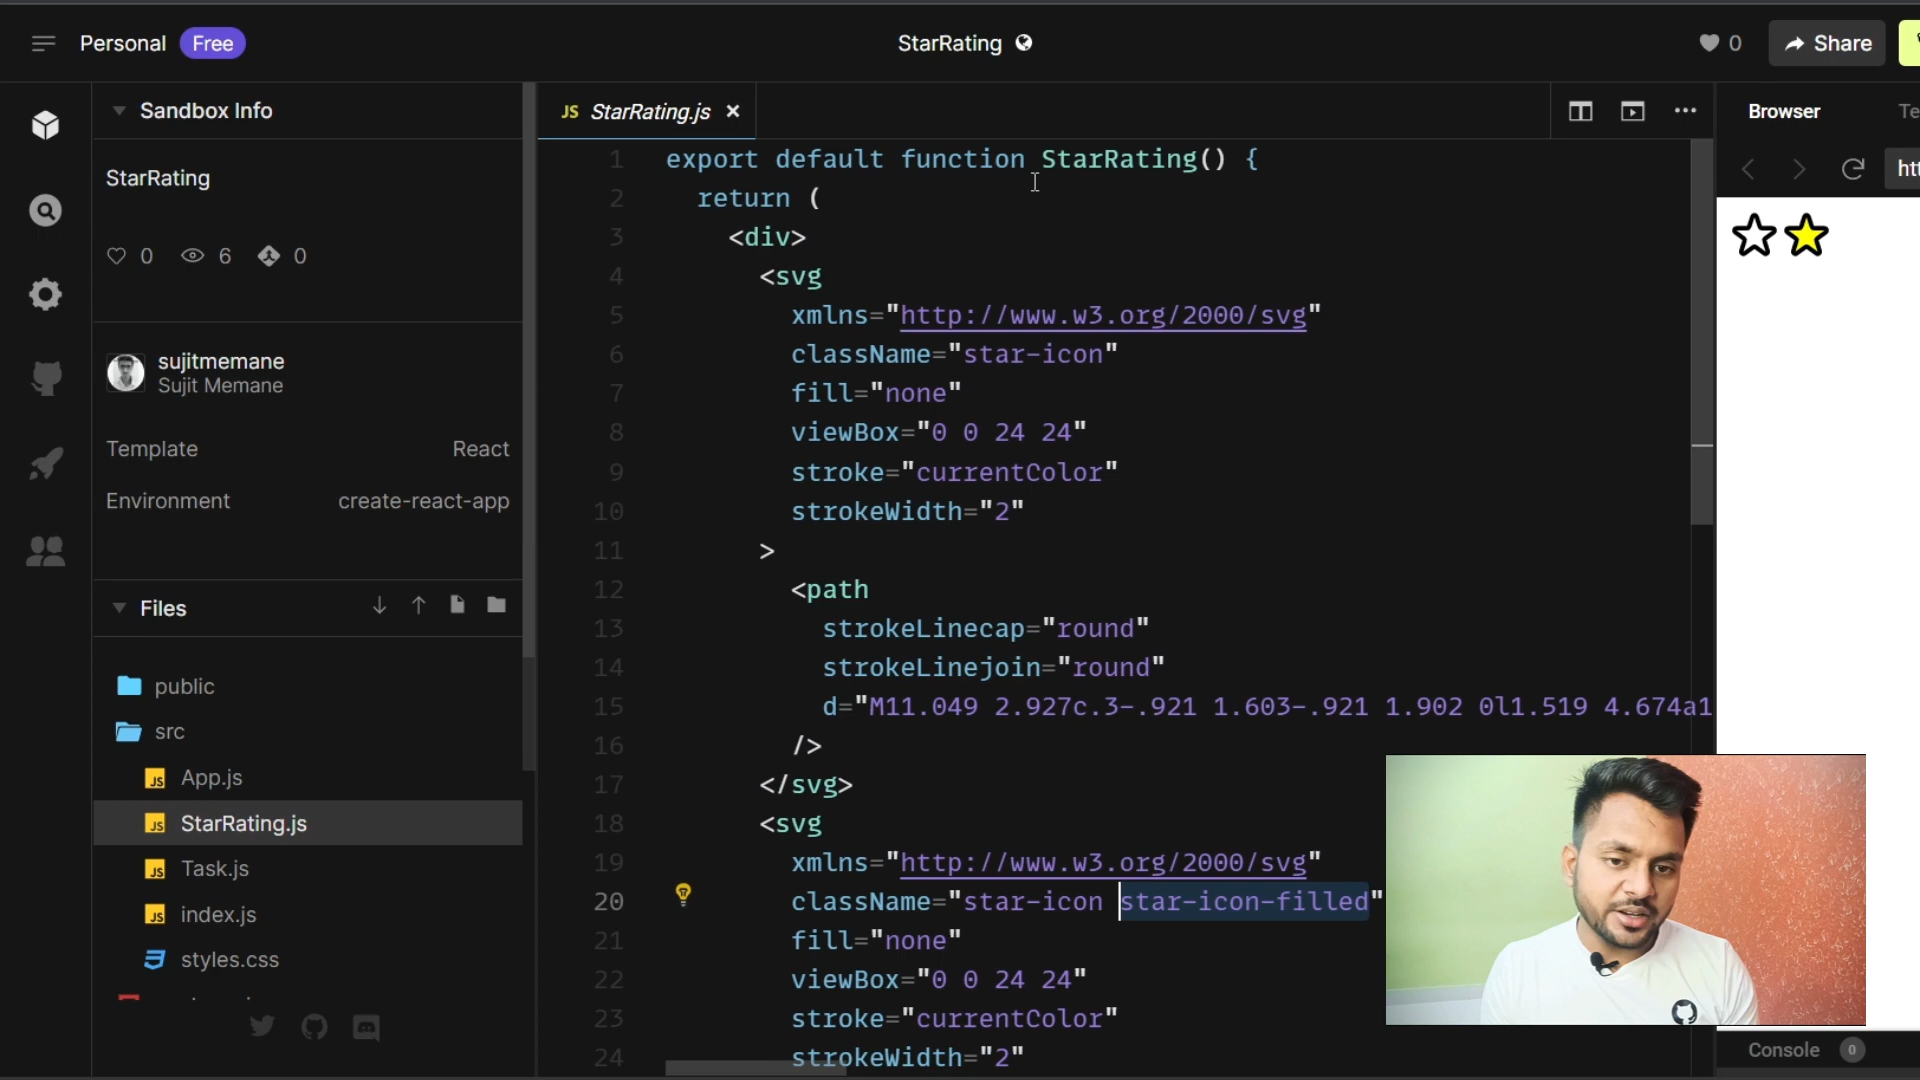 Personal Free
StarRating
0
Share
Sandbox Info
StarRating
0 6 0
sujitmemane
Sujit Memane
Template React
Environment create-react-app
Files
public
src
App.js
StarRating.js
Task.js
index.js
styles.css
JS StarRating.js
1 export default function StarRating() {
2 return (
3 <div>
4 <svg
5 xmlns="http://www.w3.org/2000/svg"
6 className="star-icon"
7 fill="none"
8 viewBox="0 0 24 24"
9 stroke="currentColor"
10 strokeWidth="2"
11 >
12 <path
13 strokeLinecap="round"
14 strokeLinejoin="round"
15 d="M11.049 2.927c.3-.921 1.603-.921 1.902 0l1.519 4.674a1
16 />
17 </svg>
18 <svg
19 xmlns="http://www.w3.org/2000/svg"
20 className="star-icon star-icon-filled"
21 fill="none"
22 viewBox="0 0 24 24"
23 stroke="currentColor"
24 strokeWidth="2"
Browser Te
htt
Console 0